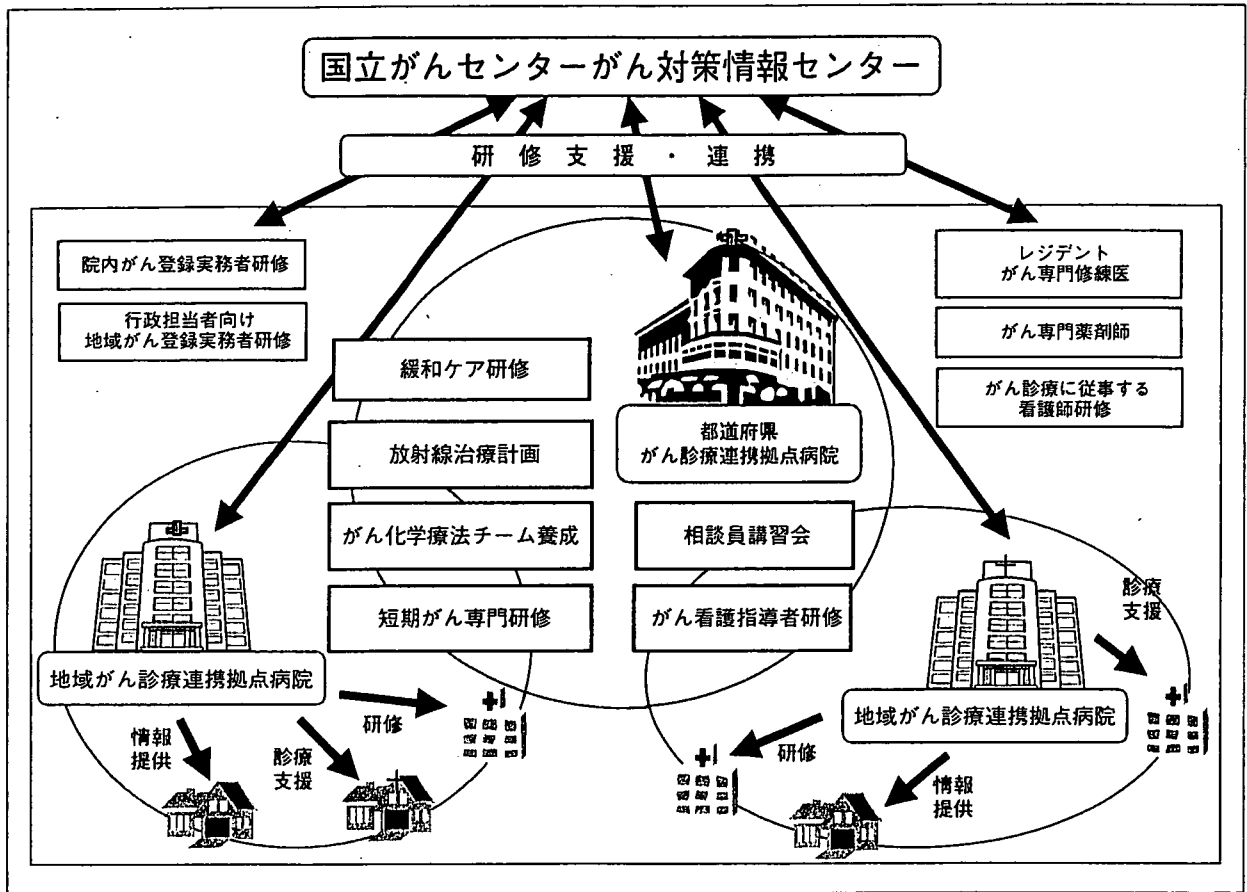 国立がんセンターがん対策情報センター
研修支援・連携
院内がん登録実務者研修
行政担当者向け
地域がん登録実務者研修
レジデント
がん専門修練医
がん専門薬剤師
がん診療に従事する
看護師研修
緩和ケア研修
放射線治療計画
がん化学療法チーム養成
短期がん専門研修
都道府県
がん診療連携拠点病院
相談員講習会
がん看護指導者研修
地域がん診療連携拠点病院
情報
提供
診療
支援
研修
地域がん診療連携拠点病院
診療
支援
研修
情報
提供